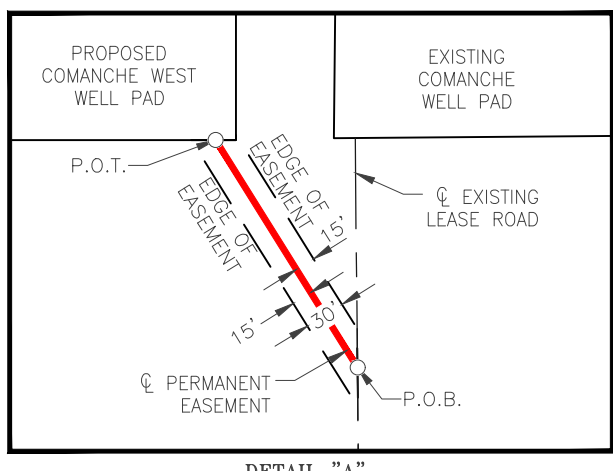 PROPOSED
COMANCHE WEST
WELL PAD
EXISTING
COMANCHE
WELL PAD
P.O.T.
EDGE OF
EASEMENT
EDGE OF
EASEMENT
15'
℄ EXISTING
LEASE ROAD
15'
30'
℄ PERMANENT
EASEMENT
P.O.B.
DETAIL "A"